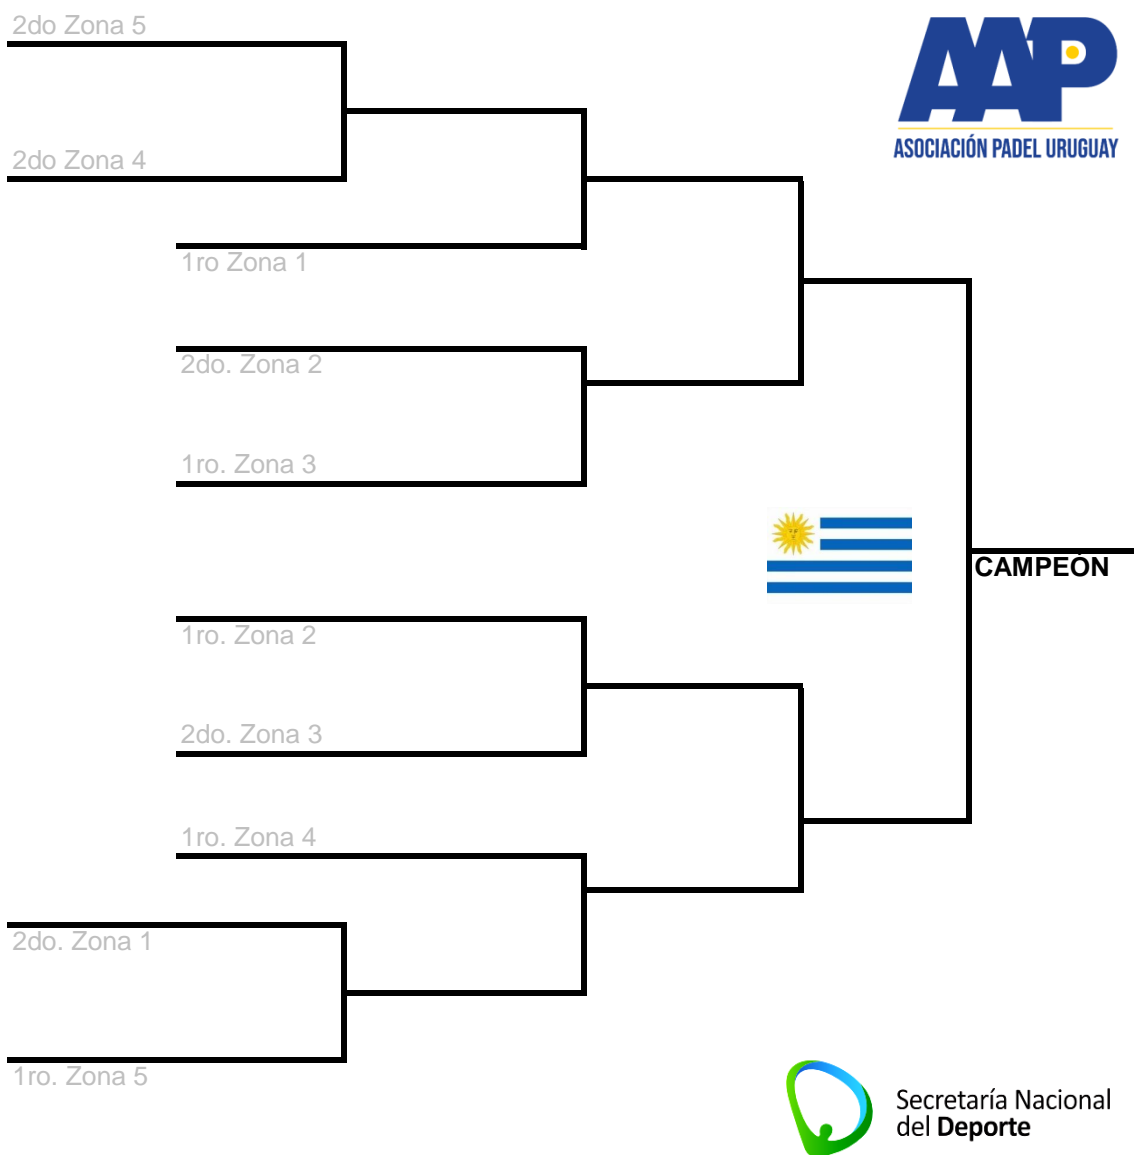 2do Zona 5
AAP
ASOCIACIÓN PADEL URUGUAY
2do Zona 4
1ro Zona 1
2do. Zona 2
1ro. Zona 3
CAMPEÓN
1ro. Zona 2
2do. Zona 3
1ro. Zona 4
2do. Zona 1
1ro. Zona 5
Secretaría Nacional
del Deporte